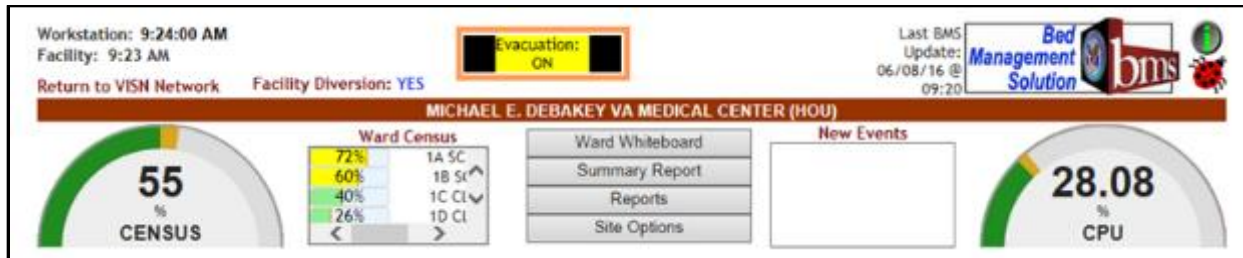 Workstation: 9:24:00 AM
Facility: 9:23 AM
Return to VISN Network
Facility Diversion: YES
Evacuation:
ON
Last BMS
Update:
06/08/16 @
09:20
Bed
Management
Solution
bms
MICHAEL E. DEBAKEY VA MEDICAL CENTER (HOU)
55
%
CENSUS
Ward Census
72% 1A SC
60% 1B SC
40% 1C CL
26% 1D CL
Ward Whiteboard
Summary Report
Reports
Site Options
New Events
28.08
%
CPU